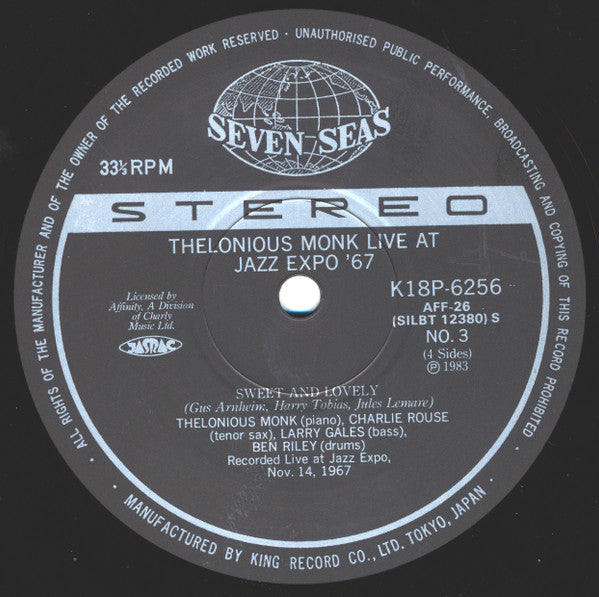 · ALL RIGHTS OF THE MANUFACTURER AND OF THE OWNER OF THE RECORDED WORK RESERVED · UNAUTHORISED PUBLIC PERFORMANCE, BROADCASTING AND COPYING OF THIS RECORD PROHIBITED ·
SEVEN SEAS
33⅓RPM
STEREO
THELONIOUS MONK LIVE AT
JAZZ EXPO '67
Licensed by
Affinity, A Division
of Charly
Music Ltd.
JASRAC
K18P-6256
AFF-26
(SILBT 12380) S
NO. 3
(4 Sides)
Ⓟ 1983
SWEET AND LOVELY
(Gus Arnheim, Harry Tobias, Jules Lemare)
THELONIOUS MONK (piano), CHARLIE ROUSE
(tenor sax), LARRY GALES (bass),
BEN RILEY (drums)
Recorded Live at Jazz Expo,
Nov. 14, 1967
MANUFACTURED BY KING RECORD CO., LTD. TOKYO, JAPAN ·